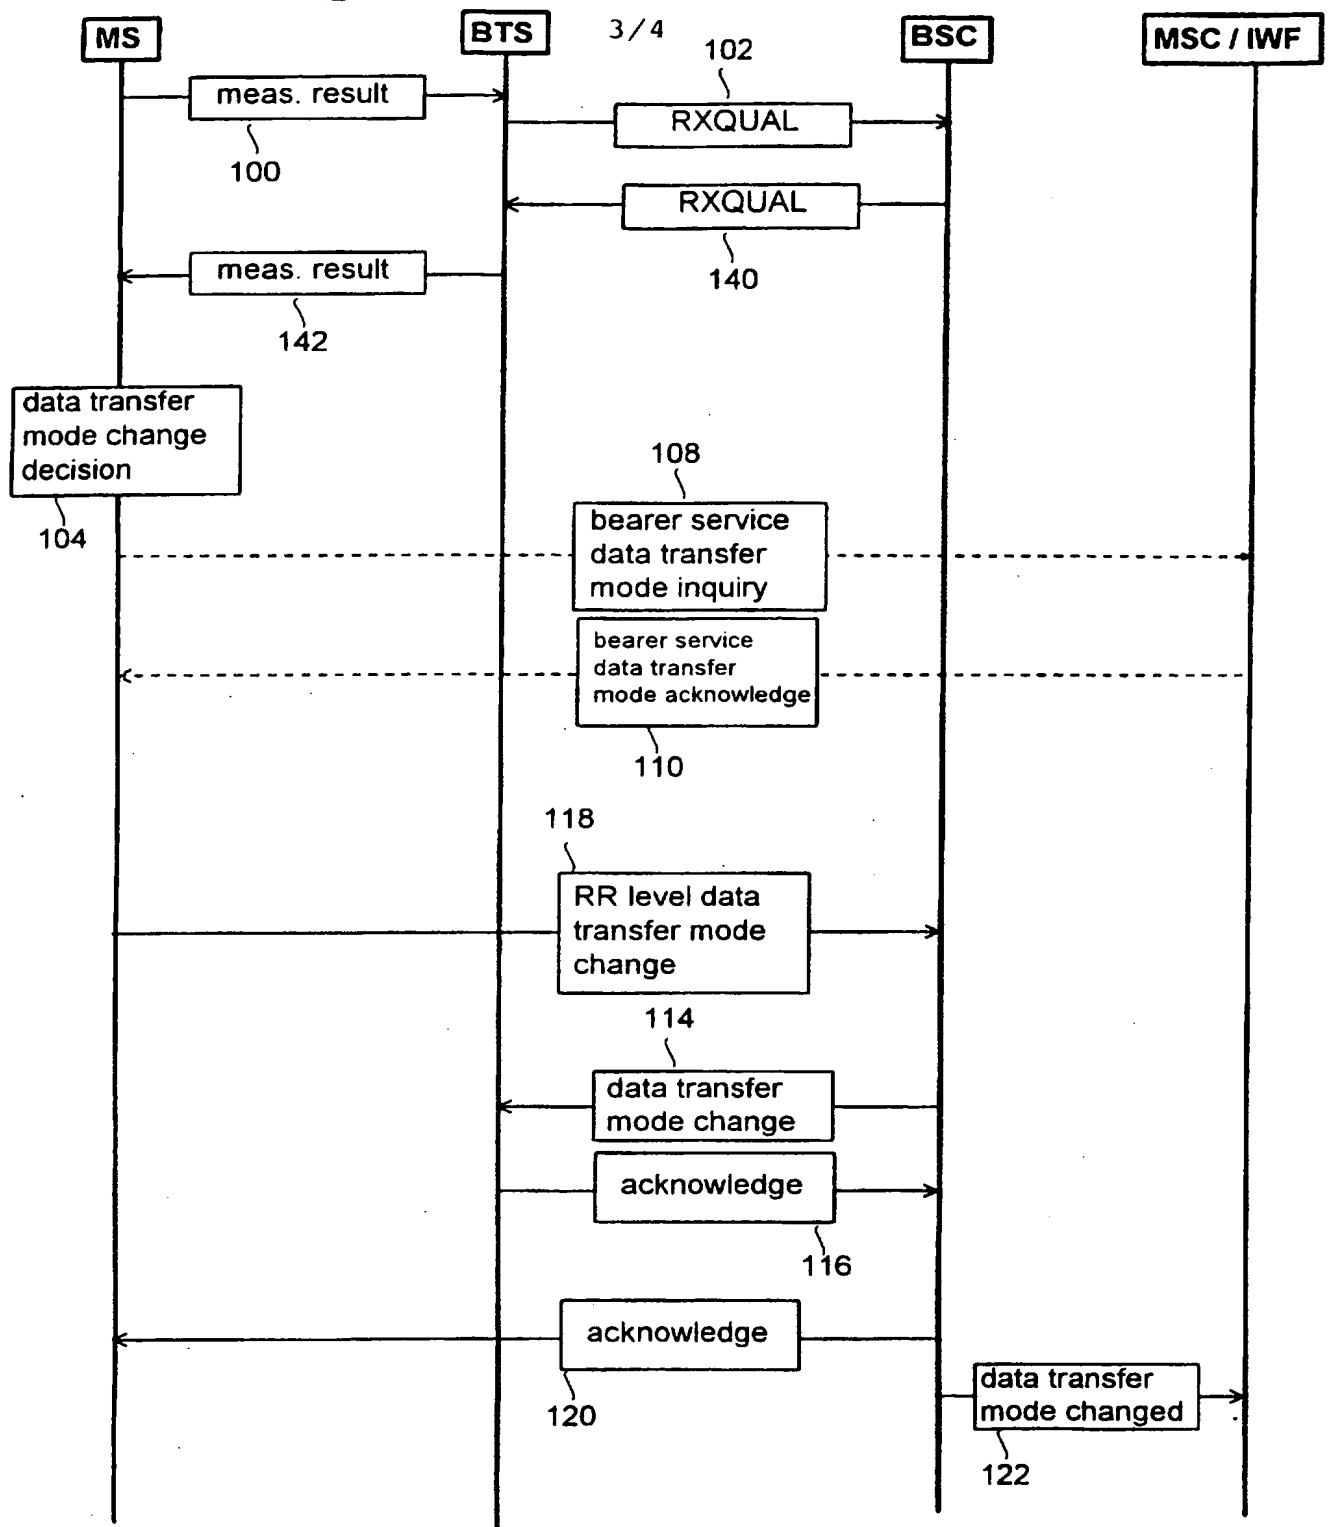 3/4
MS
BTS
BSC
MSC / IWF
meas. result
100
102
RXQUAL
RXQUAL
140
meas. result
142
data transfer
mode change
decision
104
108
bearer service
data transfer
mode inquiry
bearer service
data transfer
mode acknowledge
110
118
RR level data
transfer mode
change
114
data transfer
mode change
acknowledge
116
acknowledge
120
data transfer
mode changed
122